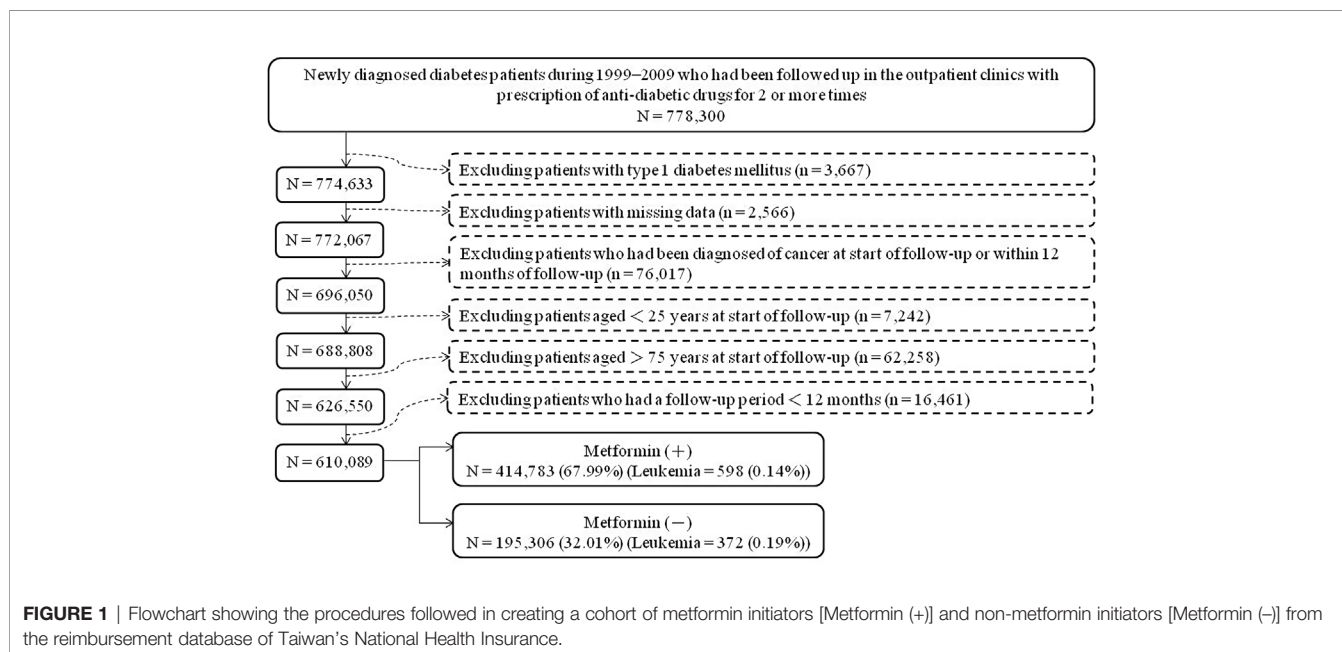 Newly diagnosed diabetes patients during 1999–2009 who had been followed up in the outpatient clinics with
prescription of anti-diabetic drugs for 2 or more times
N = 778,300
Excluding patients with type 1 diabetes mellitus (n = 3,667)
N = 774,633
Excluding patients with missing data (n = 2,566)
N = 772,067
Excluding patients who had been diagnosed of cancer at start of follow-up or within 12
months of follow-up (n = 76,017)
N = 696,050
Excluding patients aged < 25 years at start of follow-up (n = 7,242)
N = 688,808
Excluding patients aged > 75 years at start of follow-up (n = 62,258)
N = 626,550
Excluding patients who had a follow-up period < 12 months (n = 16,461)
N = 610,089
Metformin (+)
N = 414,783 (67.99%) (Leukemia = 598 (0.14%))
Metformin (−)
N = 195,306 (32.01%) (Leukemia = 372 (0.19%))
FIGURE 1 | Flowchart showing the procedures followed in creating a cohort of metformin initiators [Metformin (+)] and non-metformin initiators [Metformin (–)] from
the reimbursement database of Taiwan's National Health Insurance.